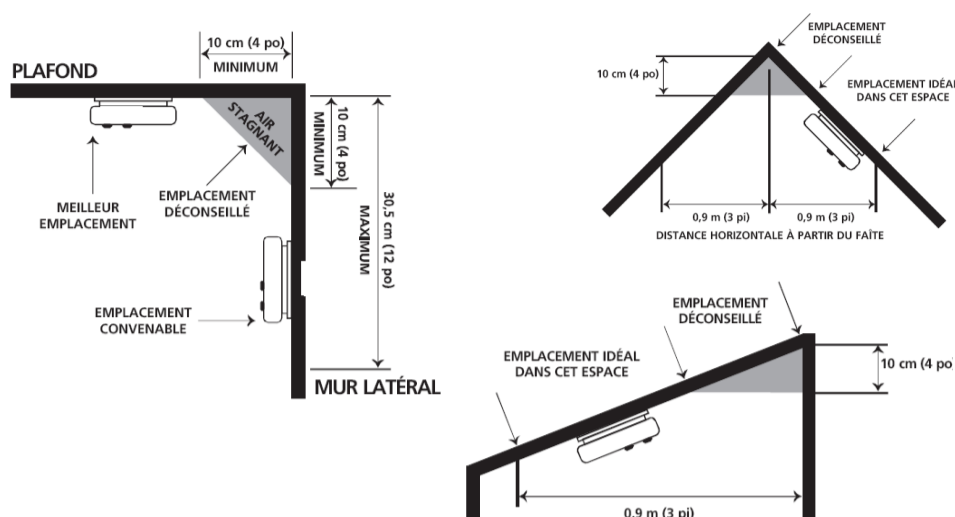 10 cm (4 po)
MINIMUM
PLAFOND
AIR
STAGNANT
10 cm (4 po)
MINIMUM
30,5 cm (12 po)
MAXIMUM
MEILLEUR
EMPLACEMENT
EMPLACEMENT
DÉCONSEILLÉ
EMPLACEMENT
CONVENABLE
MUR LATÉRAL
EMPLACEMENT
DÉCONSEILLÉ
10 cm (4 po)
EMPLACEMENT IDÉAL
DANS CET ESPACE
0,9 m (3 pi)
0,9 m (3 pi)
DISTANCE HORIZONTALE À PARTIR DU FAÎTE
EMPLACEMENT
DÉCONSEILLÉ
EMPLACEMENT IDÉAL
DANS CET ESPACE
10 cm (4 po)
0,9 m (3 pi)